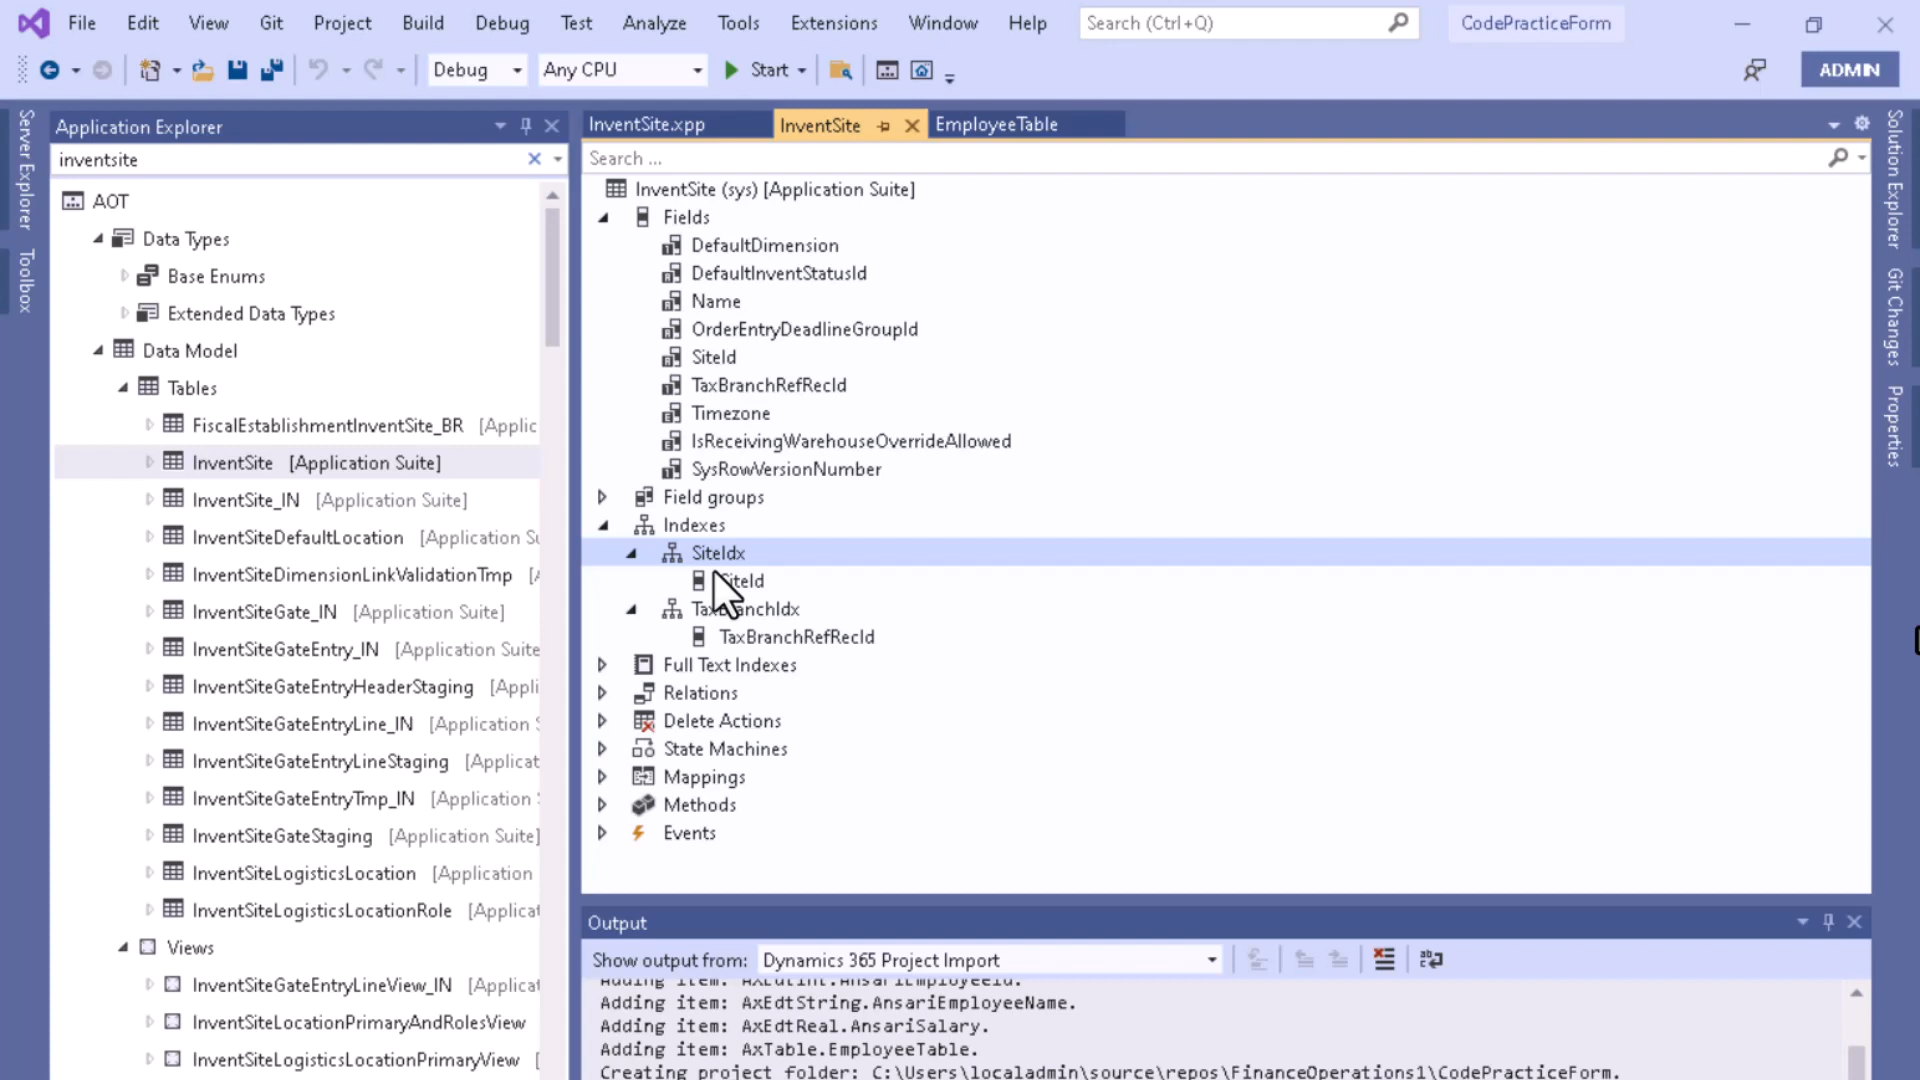 File Edit View Git Project Build Debug Test Analyze Tools Extensions Window Help Search (Ctrl+Q) CodePracticeForm
Debug Any CPU Start ADMIN
Server Explorer
Toolbox
Application Explorer
inventsite
AOT
Data Types
Base Enums
Extended Data Types
Data Model
Tables
FiscalEstablishmentInventSite_BR [Applic
InventSite [Application Suite]
InventSite_IN [Application Suite]
InventSiteDefaultLocation [Application Su
InventSiteDimensionLinkValidationTmp [A
InventSiteGate_IN [Application Suite]
InventSiteGateEntry_IN [Application Suite
InventSiteGateEntryHeaderStaging [Appli
InventSiteGateEntryLine_IN [Application S
InventSiteGateEntryLineStaging [Applicat
InventSiteGateEntryTmp_IN [Application
InventSiteGateStaging [Application Suite]
InventSiteLogisticsLocation [Application
InventSiteLogisticsLocationRole [Applicat
Views
InventSiteGateEntryLineView_IN [Applicat
InventSiteLocationPrimaryAndRolesView
InventSiteLogisticsLocationPrimaryView [
InventSite.xpp InventSite EmployeeTable
Search ...
InventSite (sys) [Application Suite]
Fields
DefaultDimension
DefaultInventStatusId
Name
OrderEntryDeadlineGroupId
SiteId
TaxBranchRefRecId
Timezone
IsReceivingWarehouseOverrideAllowed
SysRowVersionNumber
Field groups
Indexes
SiteIdx
SiteId
TaxBranchIdx
TaxBranchRefRecId
Full Text Indexes
Relations
Delete Actions
State Machines
Mappings
Methods
Events
Output
Show output from: Dynamics 365 Project Import
Adding item: AxEdtInt.AnsariEmployeeId.
Adding item: AxEdtString.AnsariEmployeeName.
Adding item: AxEdtReal.AnsariSalary.
Adding item: AxTable.EmployeeTable.
Creating project folder: C:\Users\localadmin\source\repos\FinanceOperations1\CodePracticeForm.
Solution Explorer
Git Changes
Properties